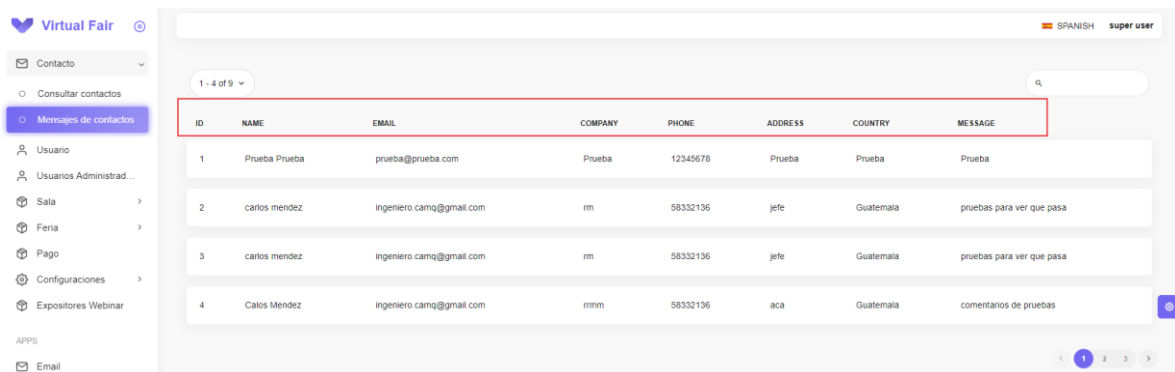 Virtual Fair
SPANISH super user
Contacto
Consultar contactos
Mensajes de contactos
Usuario
Usuarios Administrad...
Sala
Feria
Pago
Configuraciones
Expositores Webinar
APPS
Email
1 - 4 of 9
ID NAME EMAIL COMPANY PHONE ADDRESS COUNTRY MESSAGE
1 Prueba Prueba prueba@prueba.com Prueba 12345678 Prueba Prueba Prueba
2 carlos mendez ingeniero.camq@gmail.com rm 58332136 jefe Guatemala pruebas para ver que pasa
3 carlos mendez ingeniero.camq@gmail.com rm 58332136 jefe Guatemala pruebas para ver que pasa
4 Calos Mendez ingeniero.camq@gmail.com rrmm 58332136 aca Guatemala comentarios de pruebas
1 2 3